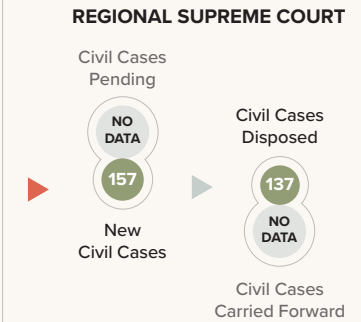 REGIONAL SUPREME COURT
Civil Cases
Pending
NO
DATA
157
New
Civil Cases
Civil Cases
Disposed
137
NO
DATA
Civil Cases
Carried Forward